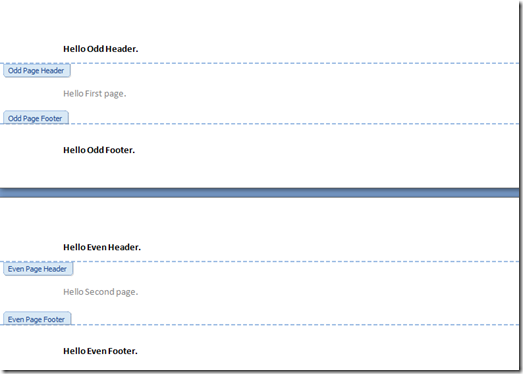 Hello Odd Header.
Odd Page Header
Hello First page.
Odd Page Footer
Hello Odd Footer.
Hello Even Header.
Even Page Header
Hello Second page.
Even Page Footer
Hello Even Footer.